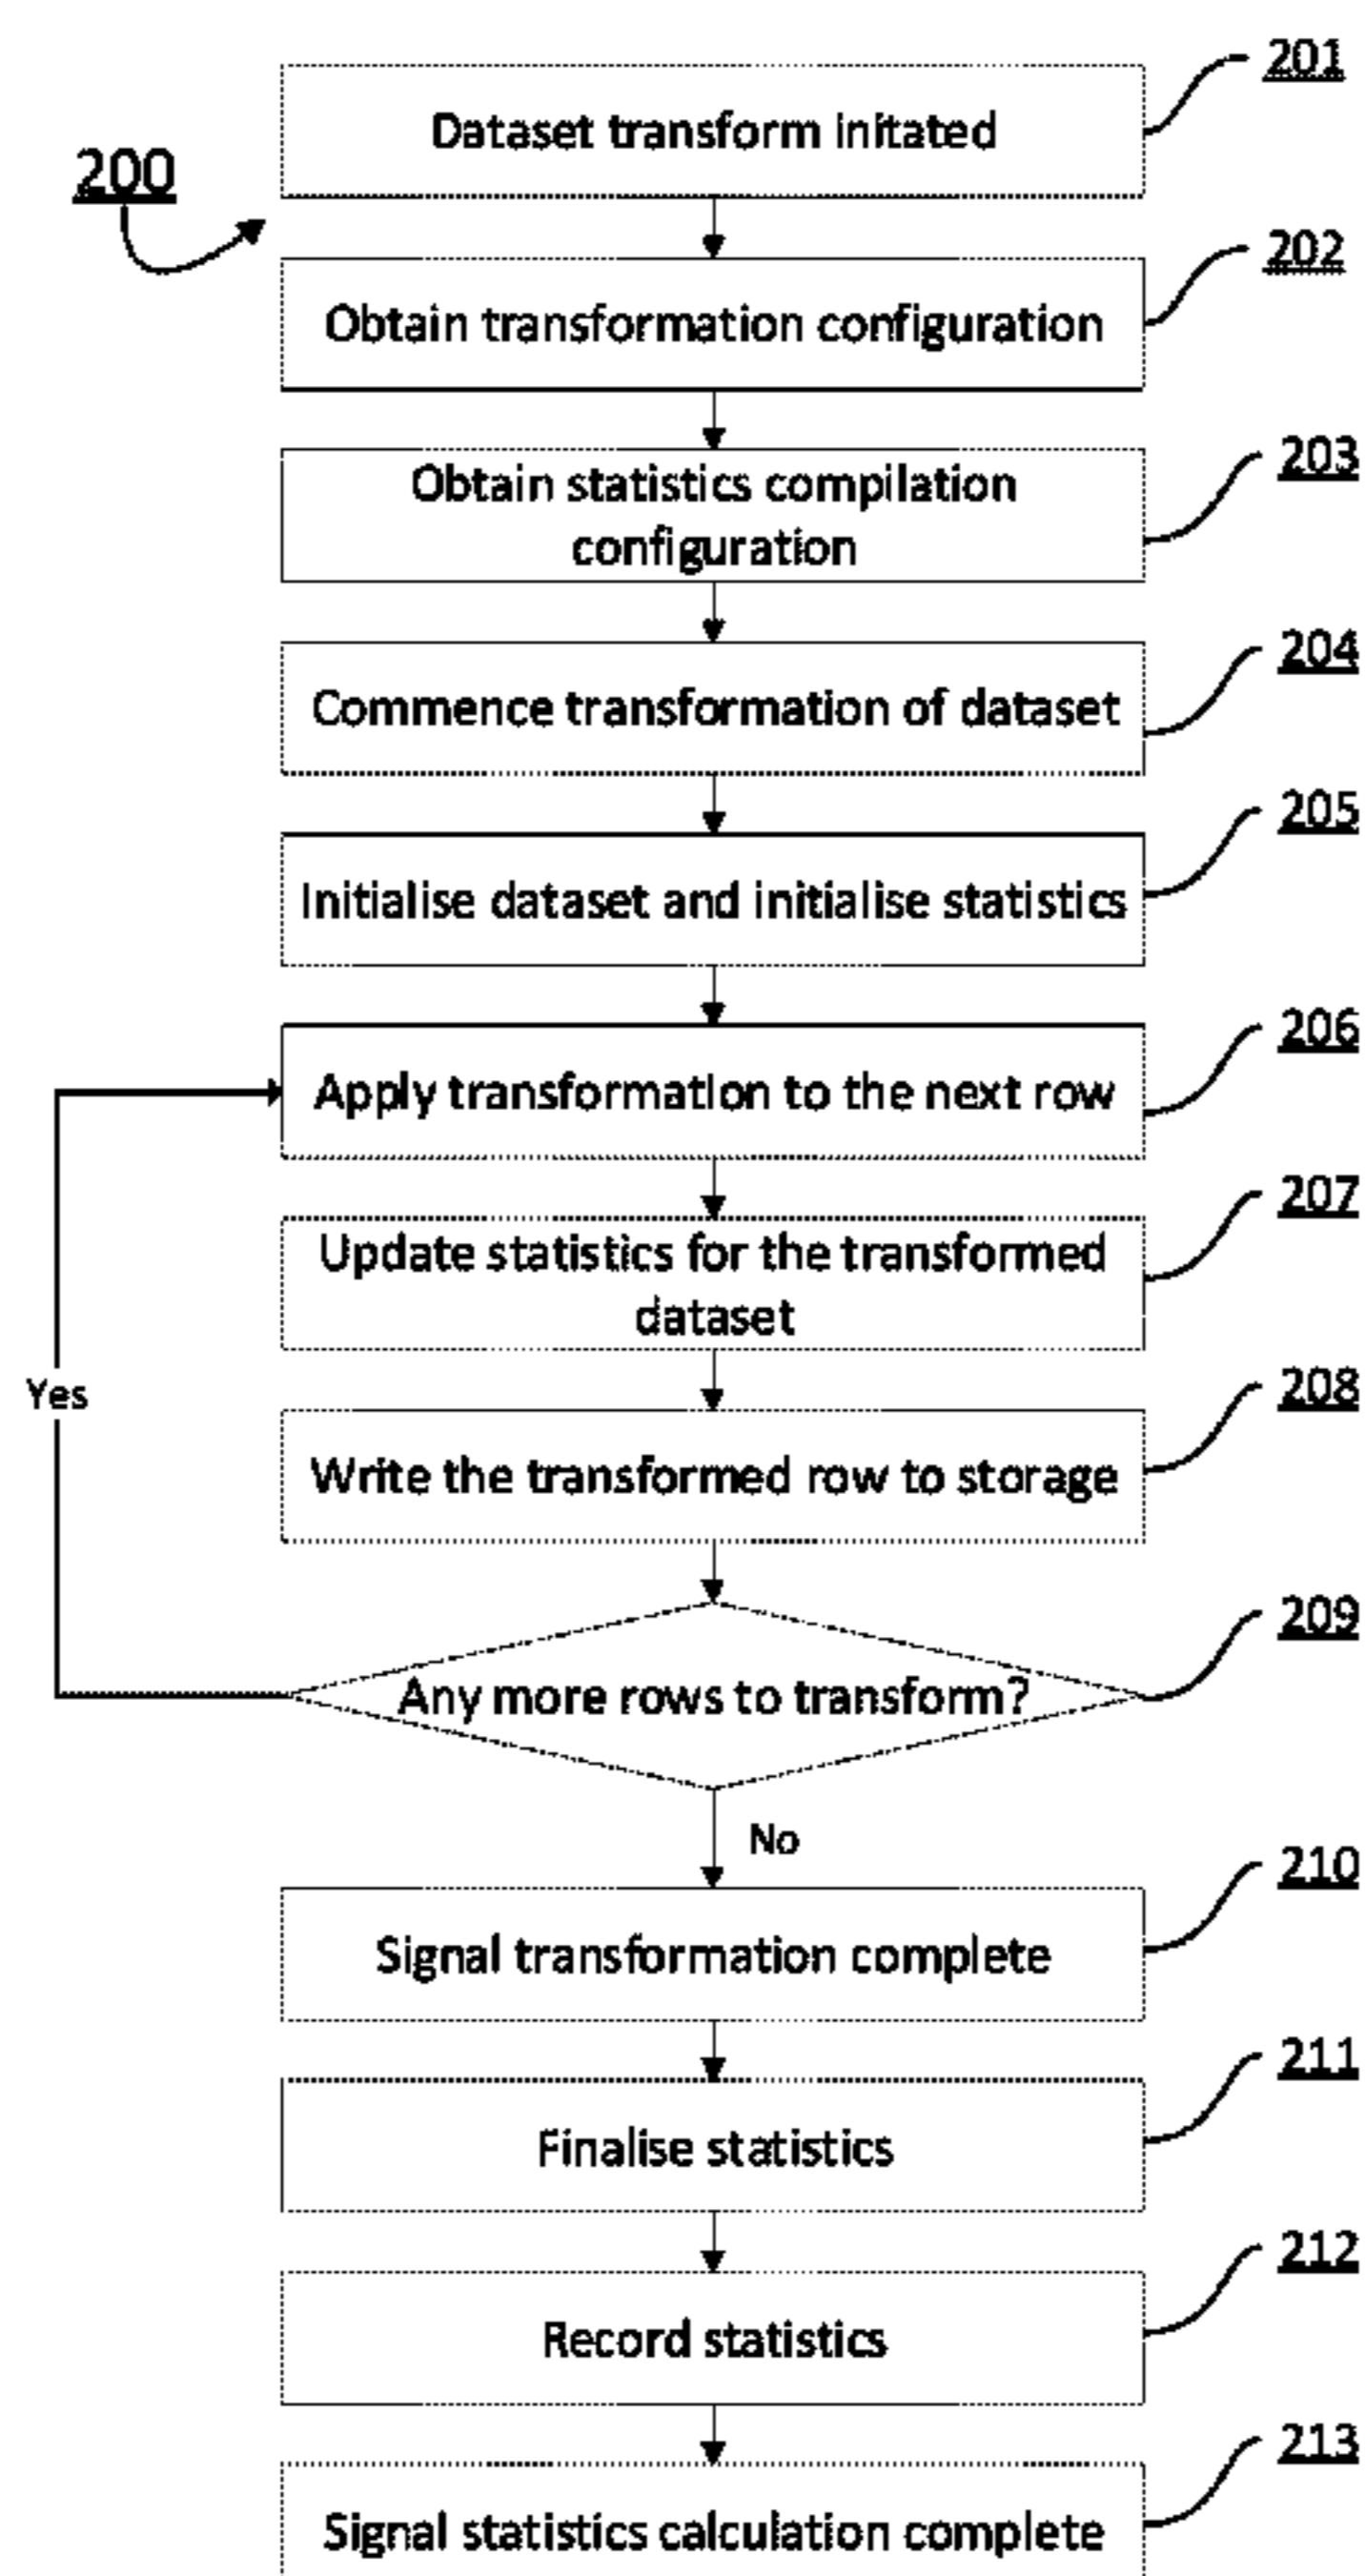 201
Dataset transform initated
200
202
Obtain transformation configuration
203
Obtain statistics compilation
configuration
204
Commence transformation of dataset
205
Initialise dataset and initialise statistics
206
Apply transformation to the next row
207
Update statistics for the transformed
dataset
Yes
208
Write the transformed row to storage
209
Any more rows to transform?
No
210
Signal transformation complete
211
Finalise statistics
212
Record statistics
213
Signal statistics calculation complete